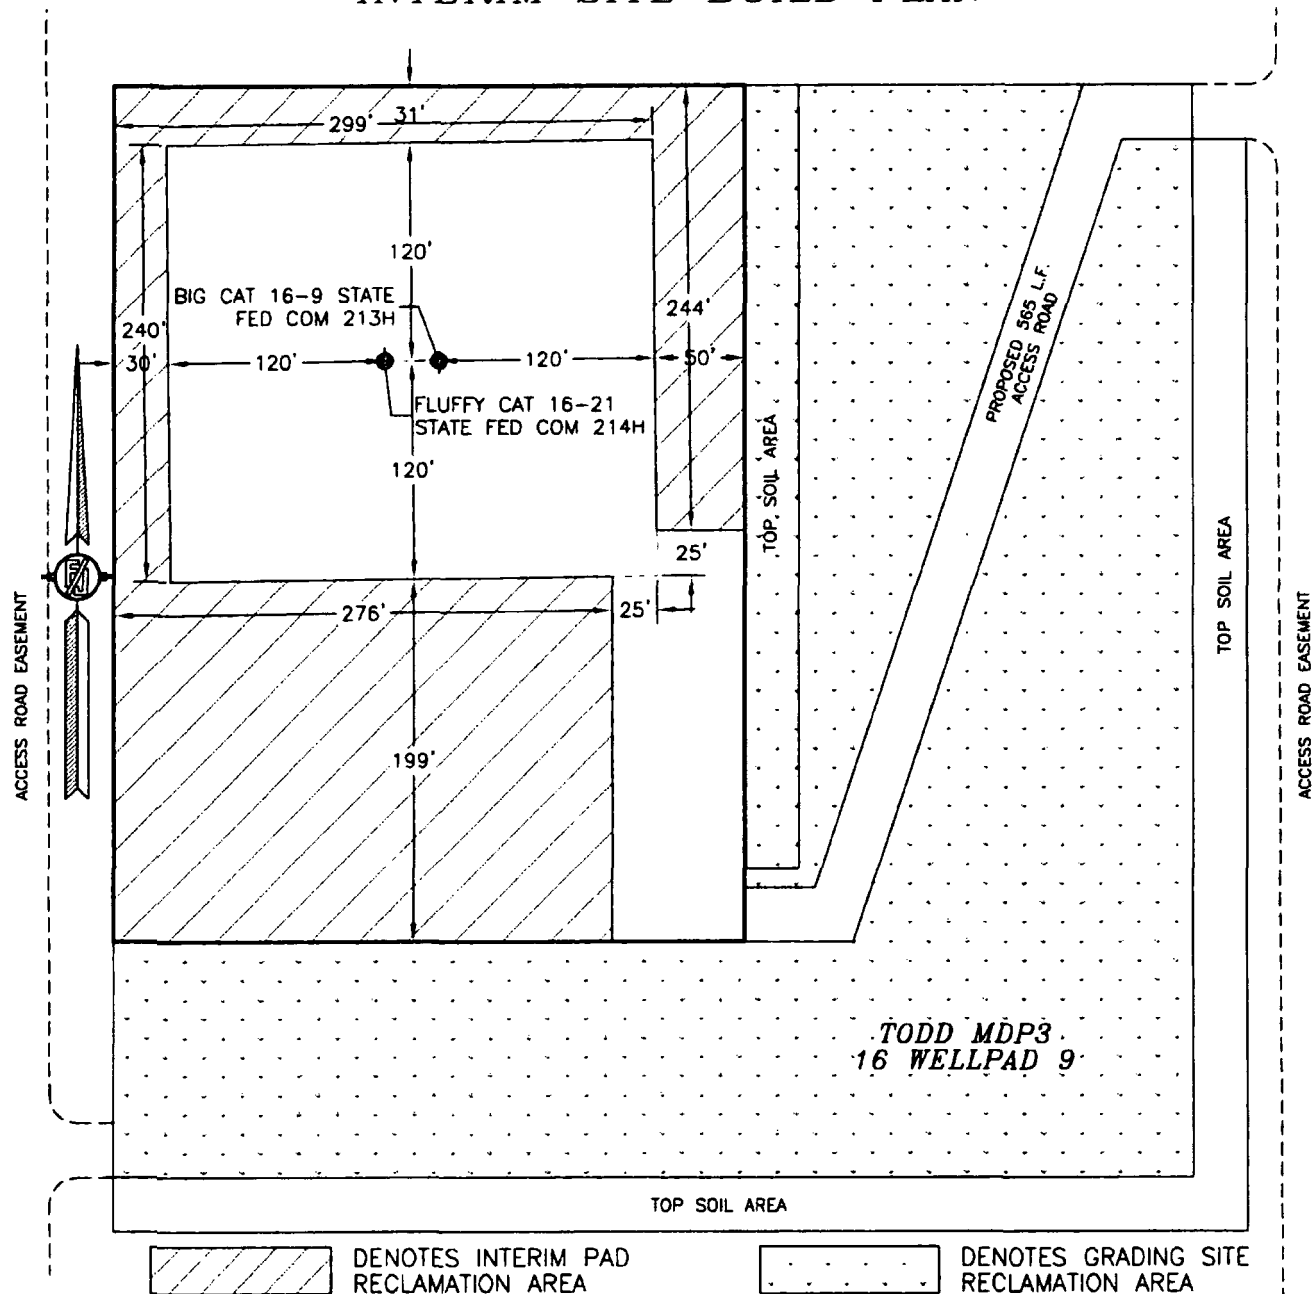 INTERIM SITE BUILD PLAN
31'
299'
120'
BIG CAT 16-9 STATE
FED COM 213H
240'
244'
30'
120'
120'
50'
FLUFFY CAT 16-21
STATE FED COM 214H
120'
25'
276'
25'
199'
TOP SOIL AREA
PROPOSED 565 L.F.
ACCESS ROAD
TOP SOIL AREA
ACCESS ROAD EASEMENT
ACCESS ROAD EASEMENT
TODD MDP3
16 WELLPAD 9
TOP SOIL AREA
DENOTES INTERIM PAD
RECLAMATION AREA
DENOTES GRADING SITE
RECLAMATION AREA